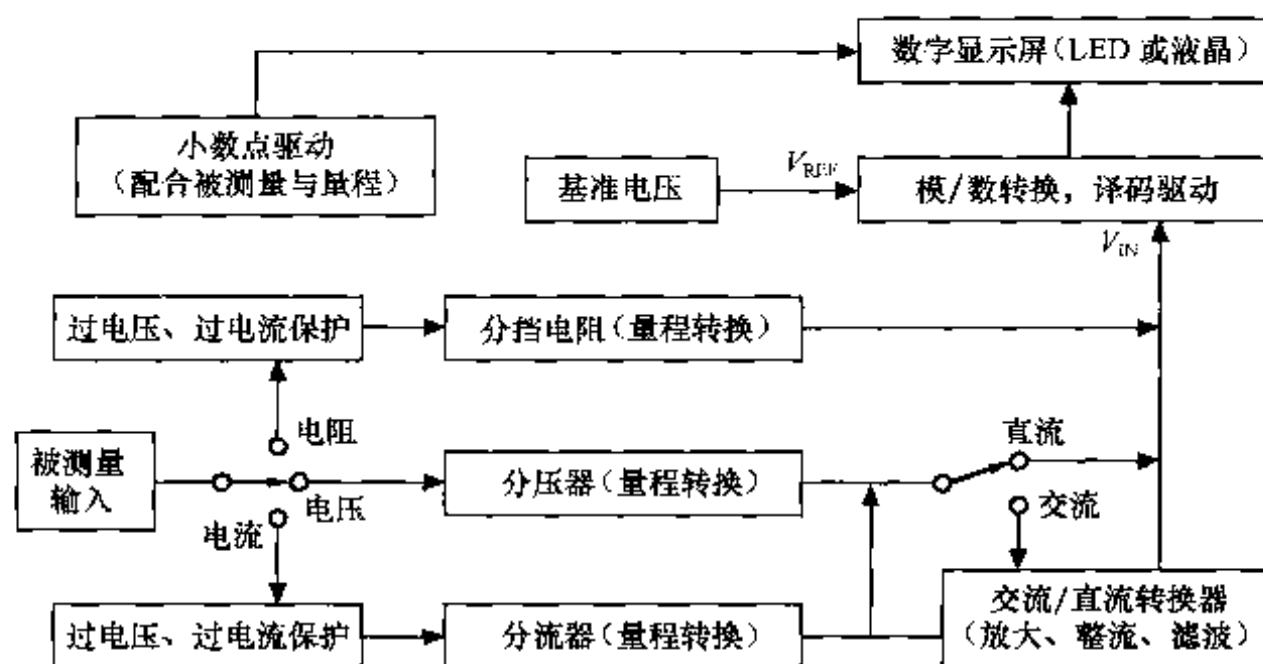 数字显示屏(LED 或液晶)
小数点驱动
(配合被测量与量程)
基准电压
V_REF
模/数转换，译码驱动
V_IN
过电压、过电流保护
分挡电阻(量程转换)
电阻
直流
被测量
输入
分压器(量程转换)
电压
交流
电流
过电压、过电流保护
分流器(量程转换)
交流/直流转换器
(放大、整流、滤波)